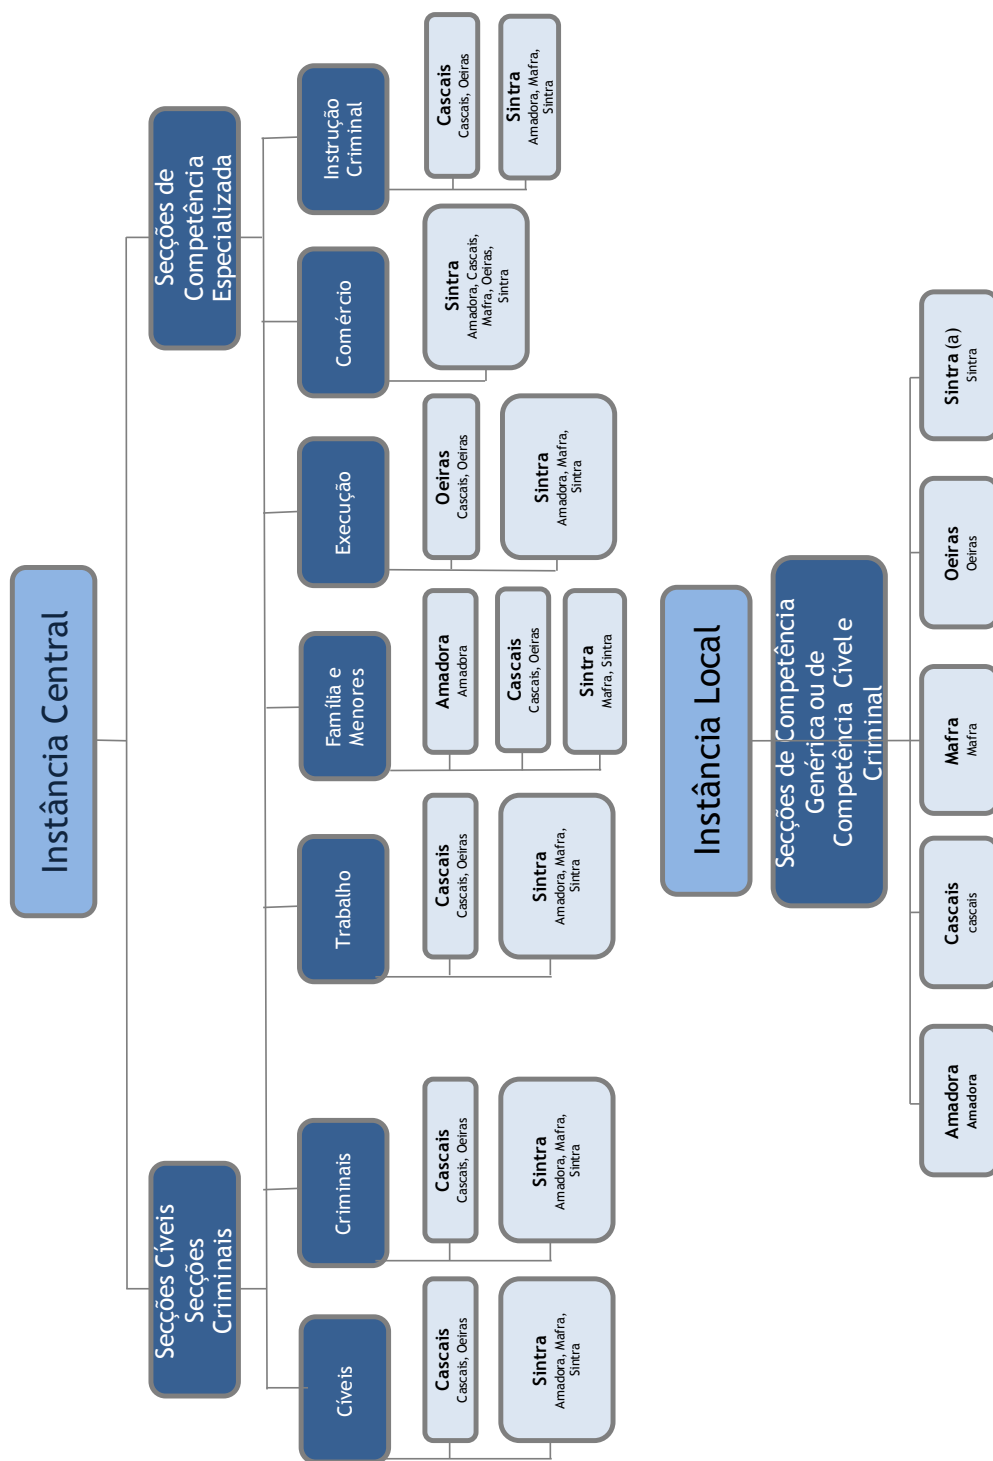 Instância Central
Secções Cíveis
Secções
Criminais
Secções de
Competência
Especializada
Cíveis
Criminais
Trabalho
Família e
Menores
Execução
Comércio
Instrução
Criminal
Cascais
Cascais, Oeiras
Sintra
Amadora, Mafra,
Sintra
Cascais
Cascais, Oeiras
Sintra
Amadora, Mafra,
Sintra
Cascais
Cascais, Oeiras
Sintra
Amadora, Mafra,
Sintra
Amadora
Amadora
Cascais
Cascais, Oeiras
Sintra
Mafra, Sintra
Oeiras
Cascais, Oeiras
Sintra
Amadora, Mafra,
Sintra
Sintra
Amadora, Cascais,
Mafra, Oeiras,
Sintra
Cascais
Cascais, Oeiras
Sintra
Amadora, Mafra,
Sintra
Instância Local
Secções de Competência
Genérica ou de
Competência Cível e
Criminal
Amadora
Amadora
Cascais
cascais
Mafra
Mafra
Oeiras
Oeiras
Sintra (a)
Sintra